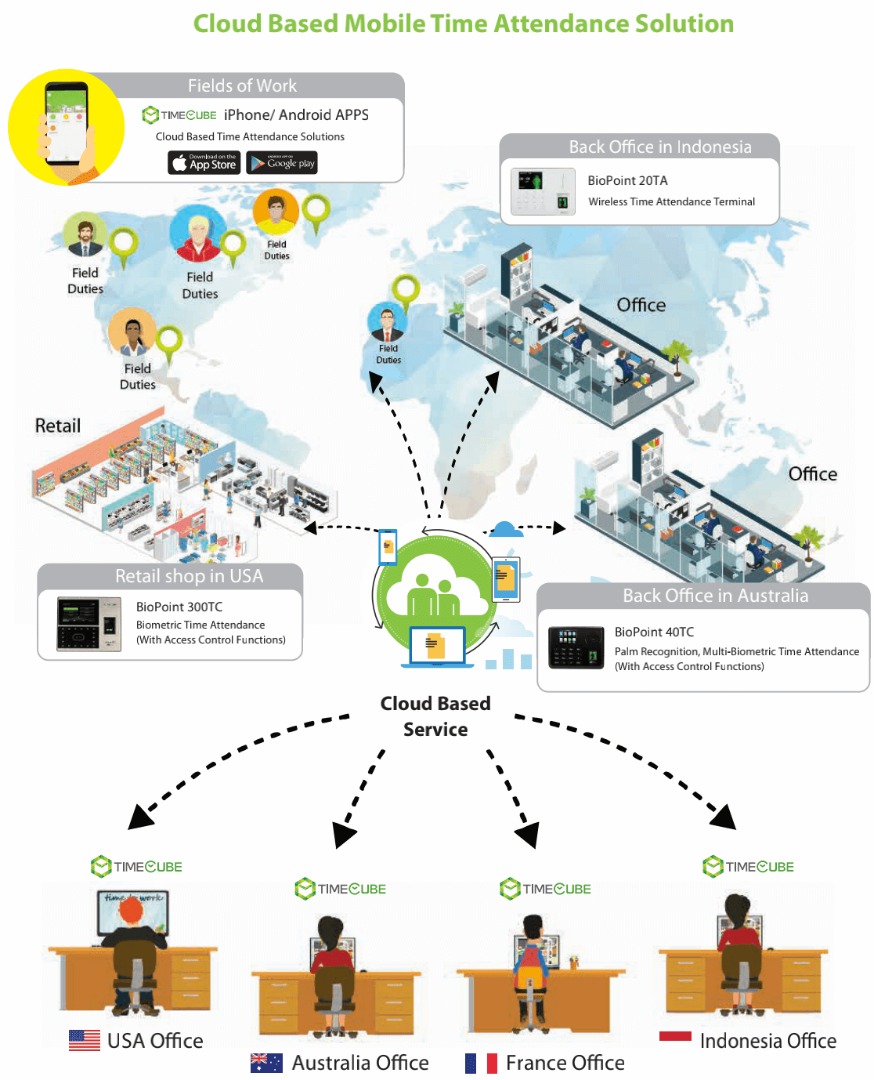 Cloud Based Mobile Time Attendance Solution
Fields of Work
TIMECUBE iPhone/ Android APPS
Cloud Based Time Attendance Solutions
Download on the
App Store
Google play
Back Office in Indonesia
BioPoint 20TA
Wireless Time Attendance Terminal
Field
Duties
Field
Duties
Field
Duties
Field
Duties
Field
Duties
Office
Retail
Office
Retail shop in USA
BioPoint 300TC
Biometric Time Attendance
(With Access Control Functions)
Back Office in Australia
BioPoint 40TC
Palm Recognition, Multi-Biometric Time Attendance
(With Access Control Functions)
Cloud Based
Service
TIMECUBE
TIMECUBE
TIMECUBE
TIMECUBE
time to work
USA Office
Australia Office
France Office
Indonesia Office